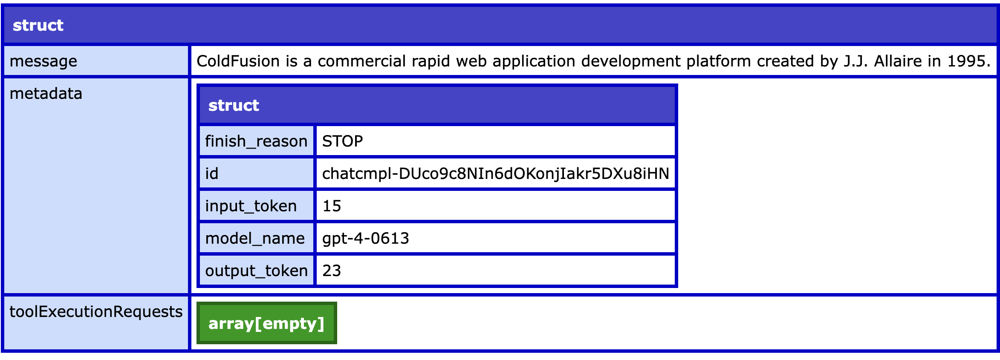 struct
message ColdFusion is a commercial rapid web application development platform created by J.J. Allaire in 1995.
metadata
struct
finish_reason STOP
id chatcmpl-DUco9c8NIn6dOKonjIakr5DXu8iHN
input_token 15
model_name gpt-4-0613
output_token 23
toolExecutionRequests
array[empty]